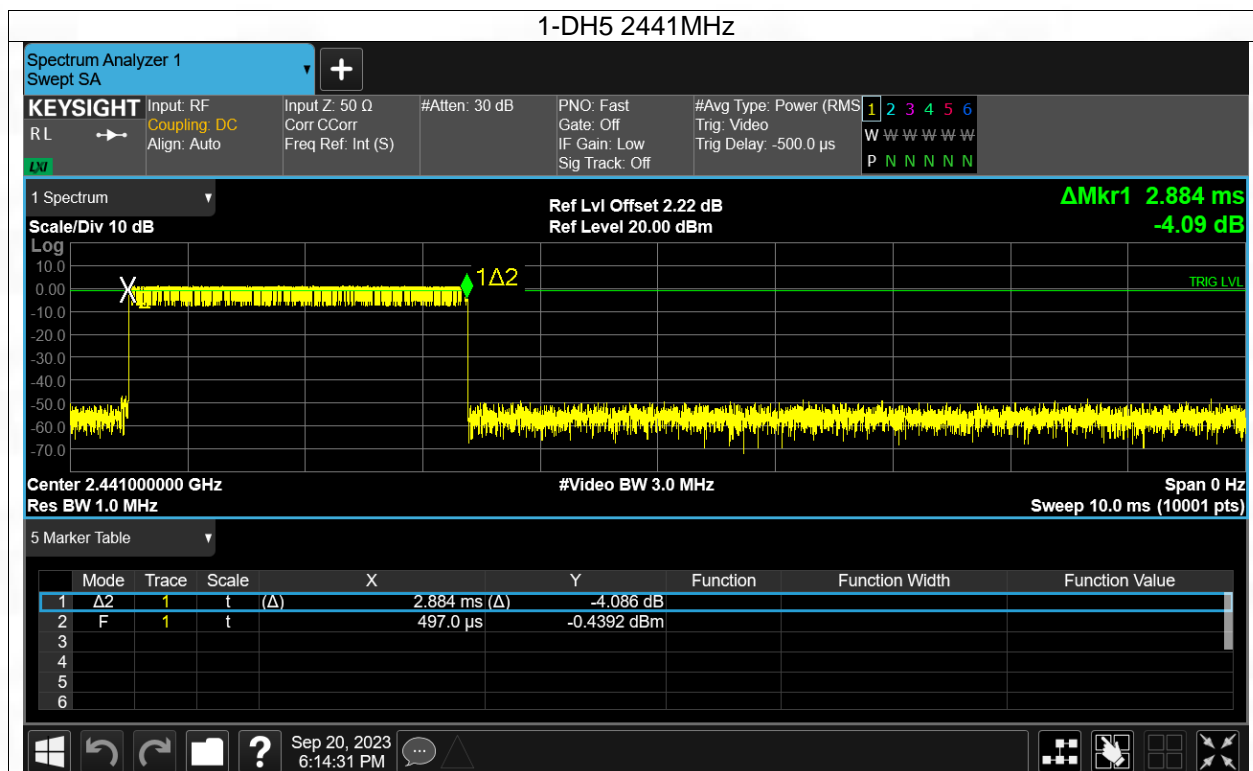 1-DH5 2441MHz
Spectrum Analyzer 1
Swept SA
KEYSIGHT
R L
LXI
Input: RF
Coupling: DC
Align: Auto
Input Z: 50 Ω
Corr CCorr
Freq Ref: Int (S)
#Atten: 30 dB
PNO: Fast
Gate: Off
IF Gain: Low
Sig Track: Off
#Avg Type: Power (RMS
Trig: Video
Trig Delay: -500.0 µs
1 2 3 4 5 6
W W W W W W
P N N N N N
1 Spectrum
Scale/Div 10 dB
Ref Lvl Offset 2.22 dB
Ref Level 20.00 dBm
ΔMkr1 2.884 ms
-4.09 dB
Log
10.0
0.00
-10.0
-20.0
-30.0
-40.0
-50.0
-60.0
-70.0
1Δ2
TRIG LVL
Center 2.441000000 GHz #Video BW 3.0 MHz Span 0 Hz
Res BW 1.0 MHz Sweep 10.0 ms (10001 pts)
5 Marker Table
Mode Trace Scale X Y Function Function Width Function Value
1 Δ2 1 t (Δ) 2.884 ms (Δ) -4.086 dB
2 F 1 t 497.0 µs -0.4392 dBm
3
4
5
6
?
Sep 20, 2023
6:14:31 PM